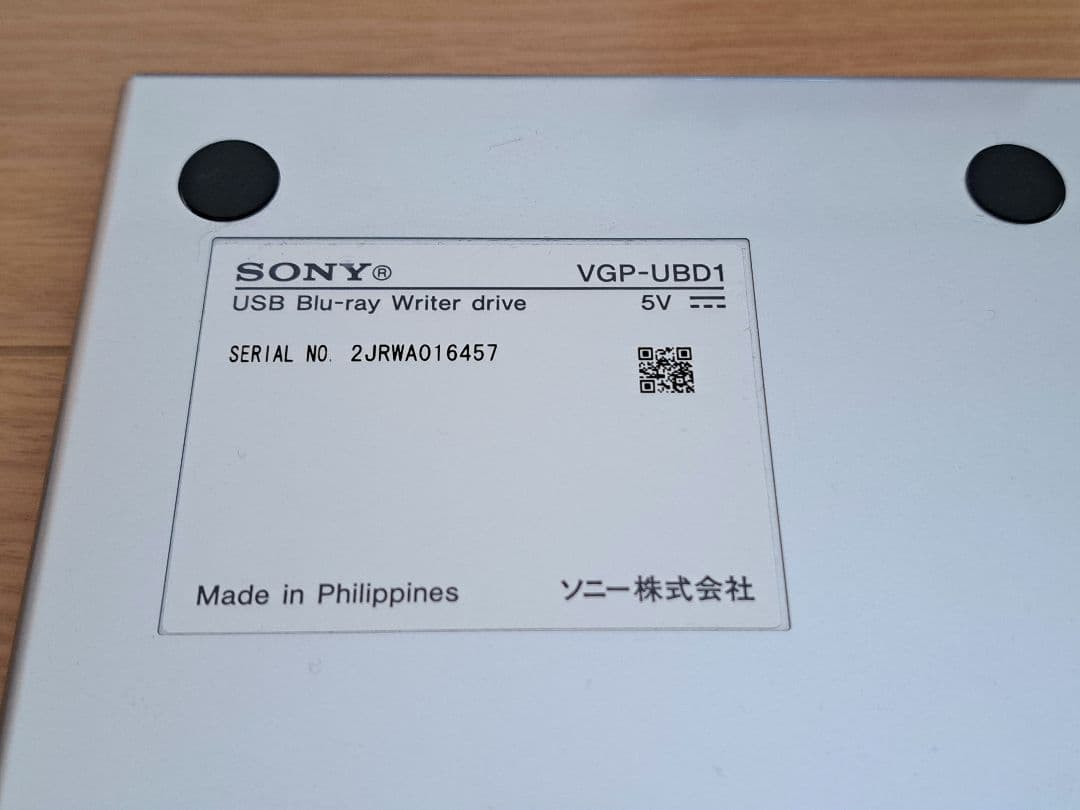 SONY® VGP-UBD1
USB Blu-ray Writer drive 5V ⎓
SERIAL NO. 2JRWA016457
Made in Philippines ソニー株式会社